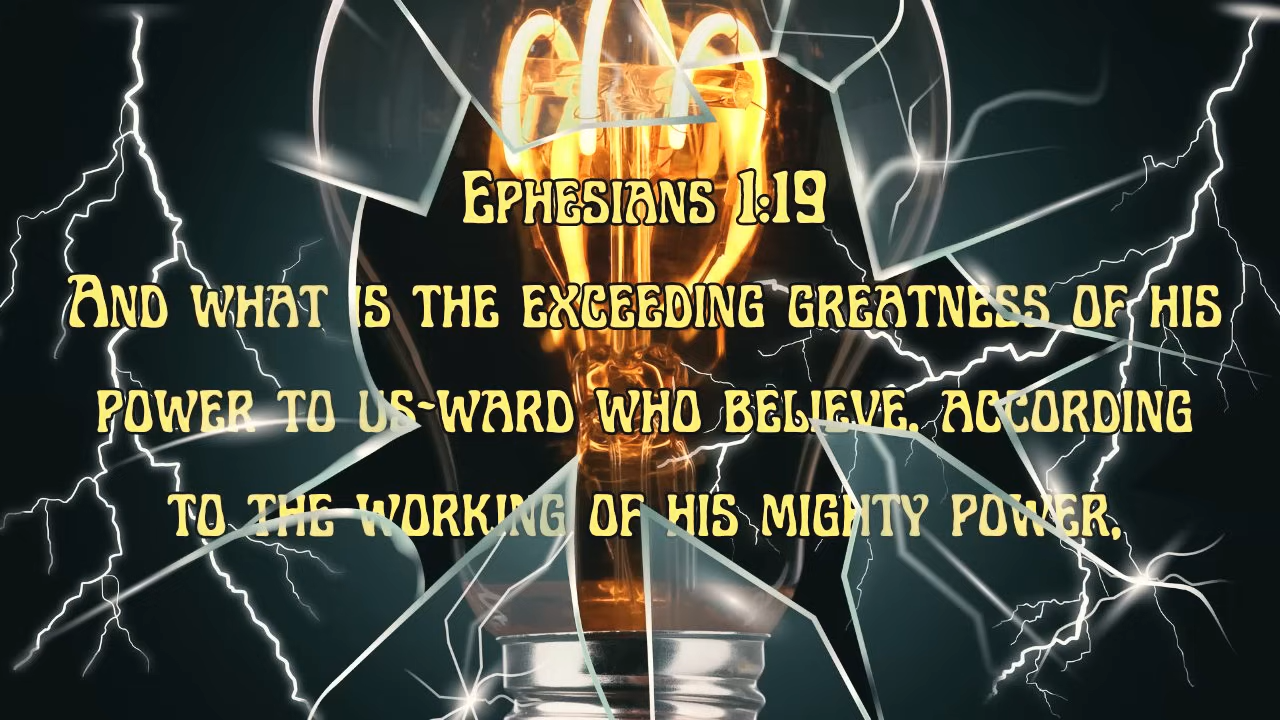 Ephesians 1:19
And what is the exceeding greatness of his
power to us-ward who believe, according
to the working of his mighty power,